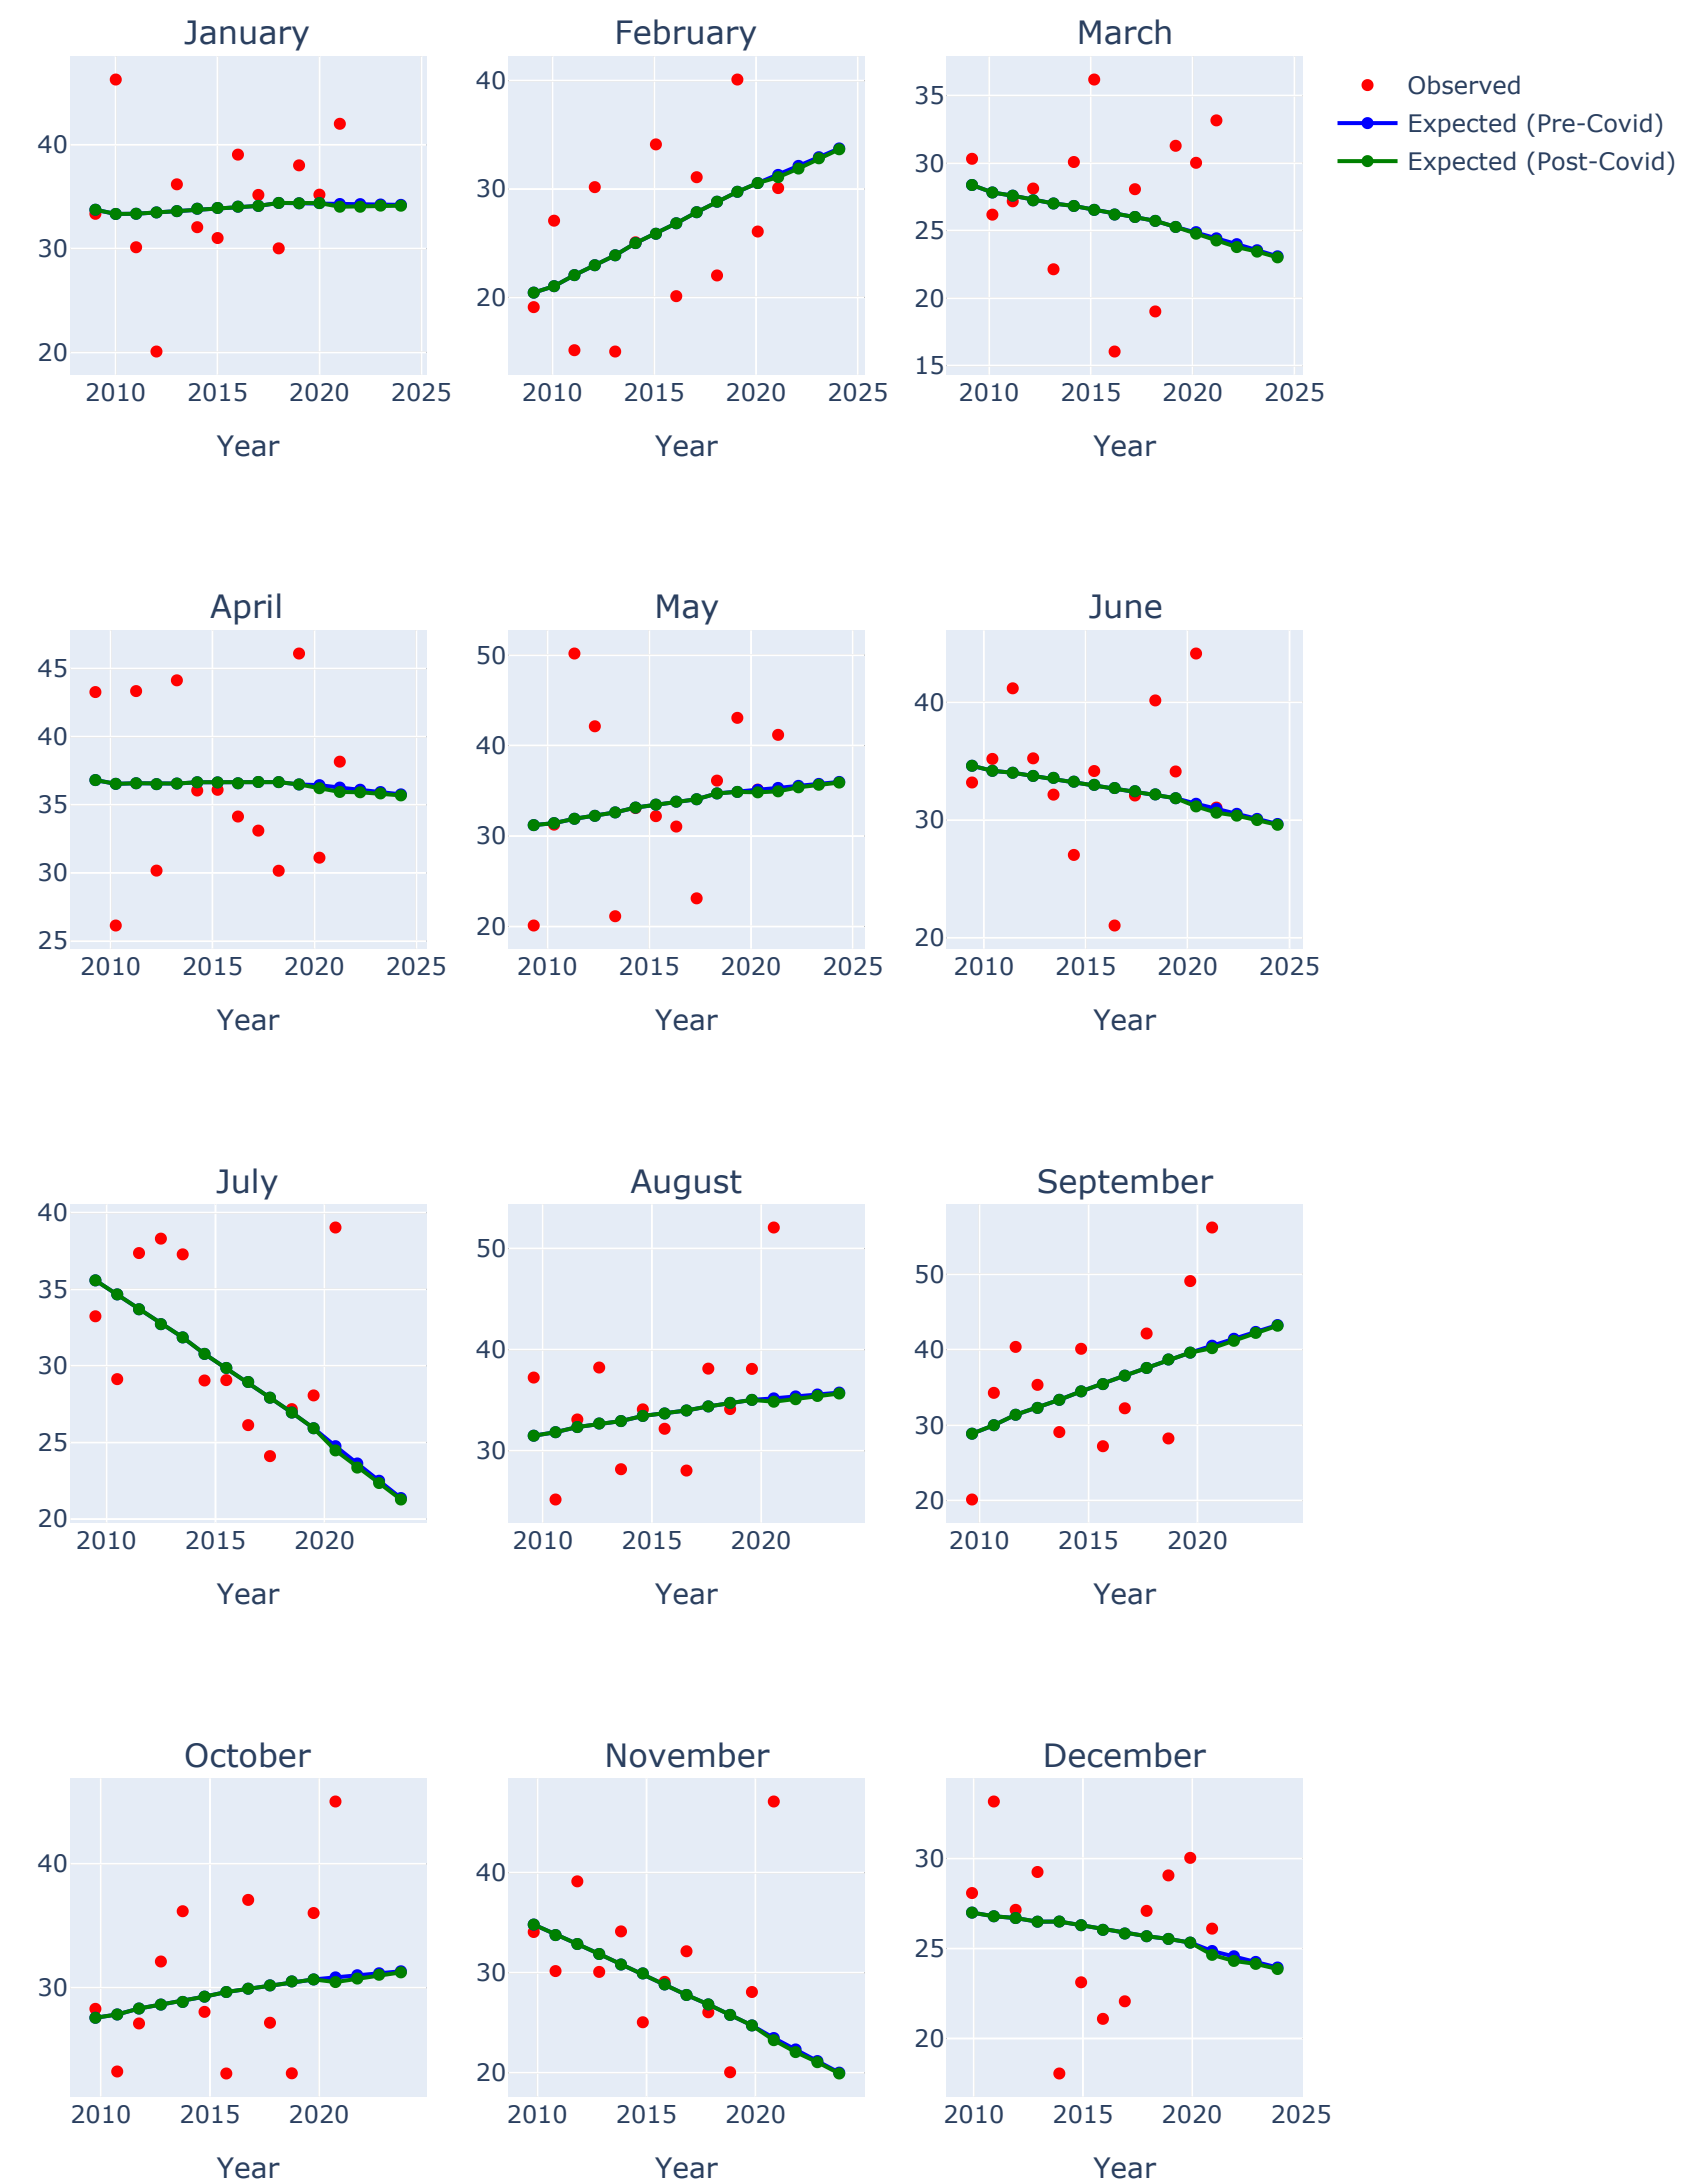 January February March
40
30
20
2010 2015 2020 2025
Year
40
30
20
2010 2015 2020 2025
Year
35
30
25
20
15
2010 2015 2020 2025
Year
Observed
Expected (Pre-Covid)
Expected (Post-Covid)
April May June
45
40
35
30
25
2010 2015 2020 2025
Year
50
40
30
20
2010 2015 2020 2025
Year
40
30
20
2010 2015 2020 2025
Year
July August September
40
35
30
25
20
2010 2015 2020
Year
50
40
30
2010 2015 2020
Year
50
40
30
20
2010 2015 2020
Year
October November December
40
30
2010 2015 2020
Year
40
30
20
2010 2015 2020
Year
30
25
20
2010 2015 2020 2025
Year